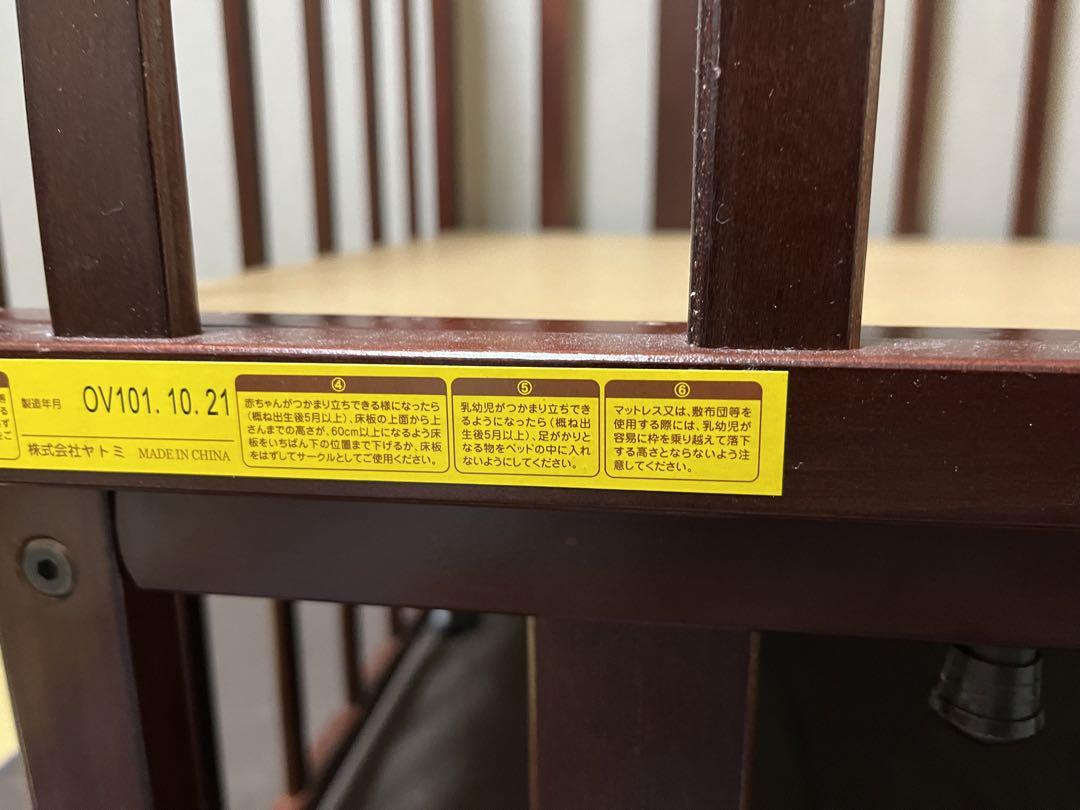 製造年月 OV101.10.21
株式会社ヤトミ MADE IN CHINA
④
赤ちゃんがつかまり立ちできる様になったら
(概ね出生後5月以上)、床板の上面から上
さんまでの高さが、60cm以上になるよう床
板をいちばん下の位置まで下げるか、床板
をはずしてサークルとしてご使用ください。
⑤
乳幼児がつかまり立ちでき
るようになったら(概ね出
生後5月以上)、足がかりと
なる物をベッドの中に入れ
ないようにしてください。
⑥
マットレス又は、敷布団等を
使用する際には、乳幼児が
容易に枠を乗り越えて落下
する高さとならないよう注
意してください。